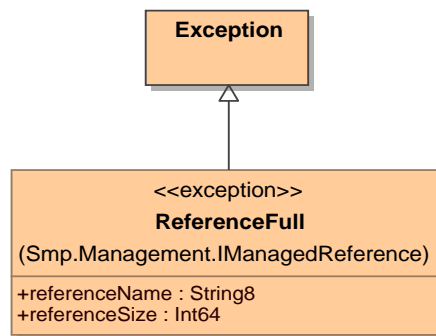 Exception
<<exception>>
ReferenceFull
(Smp.Management.IManagedReference)
+referenceName : String8
+referenceSize : Int64